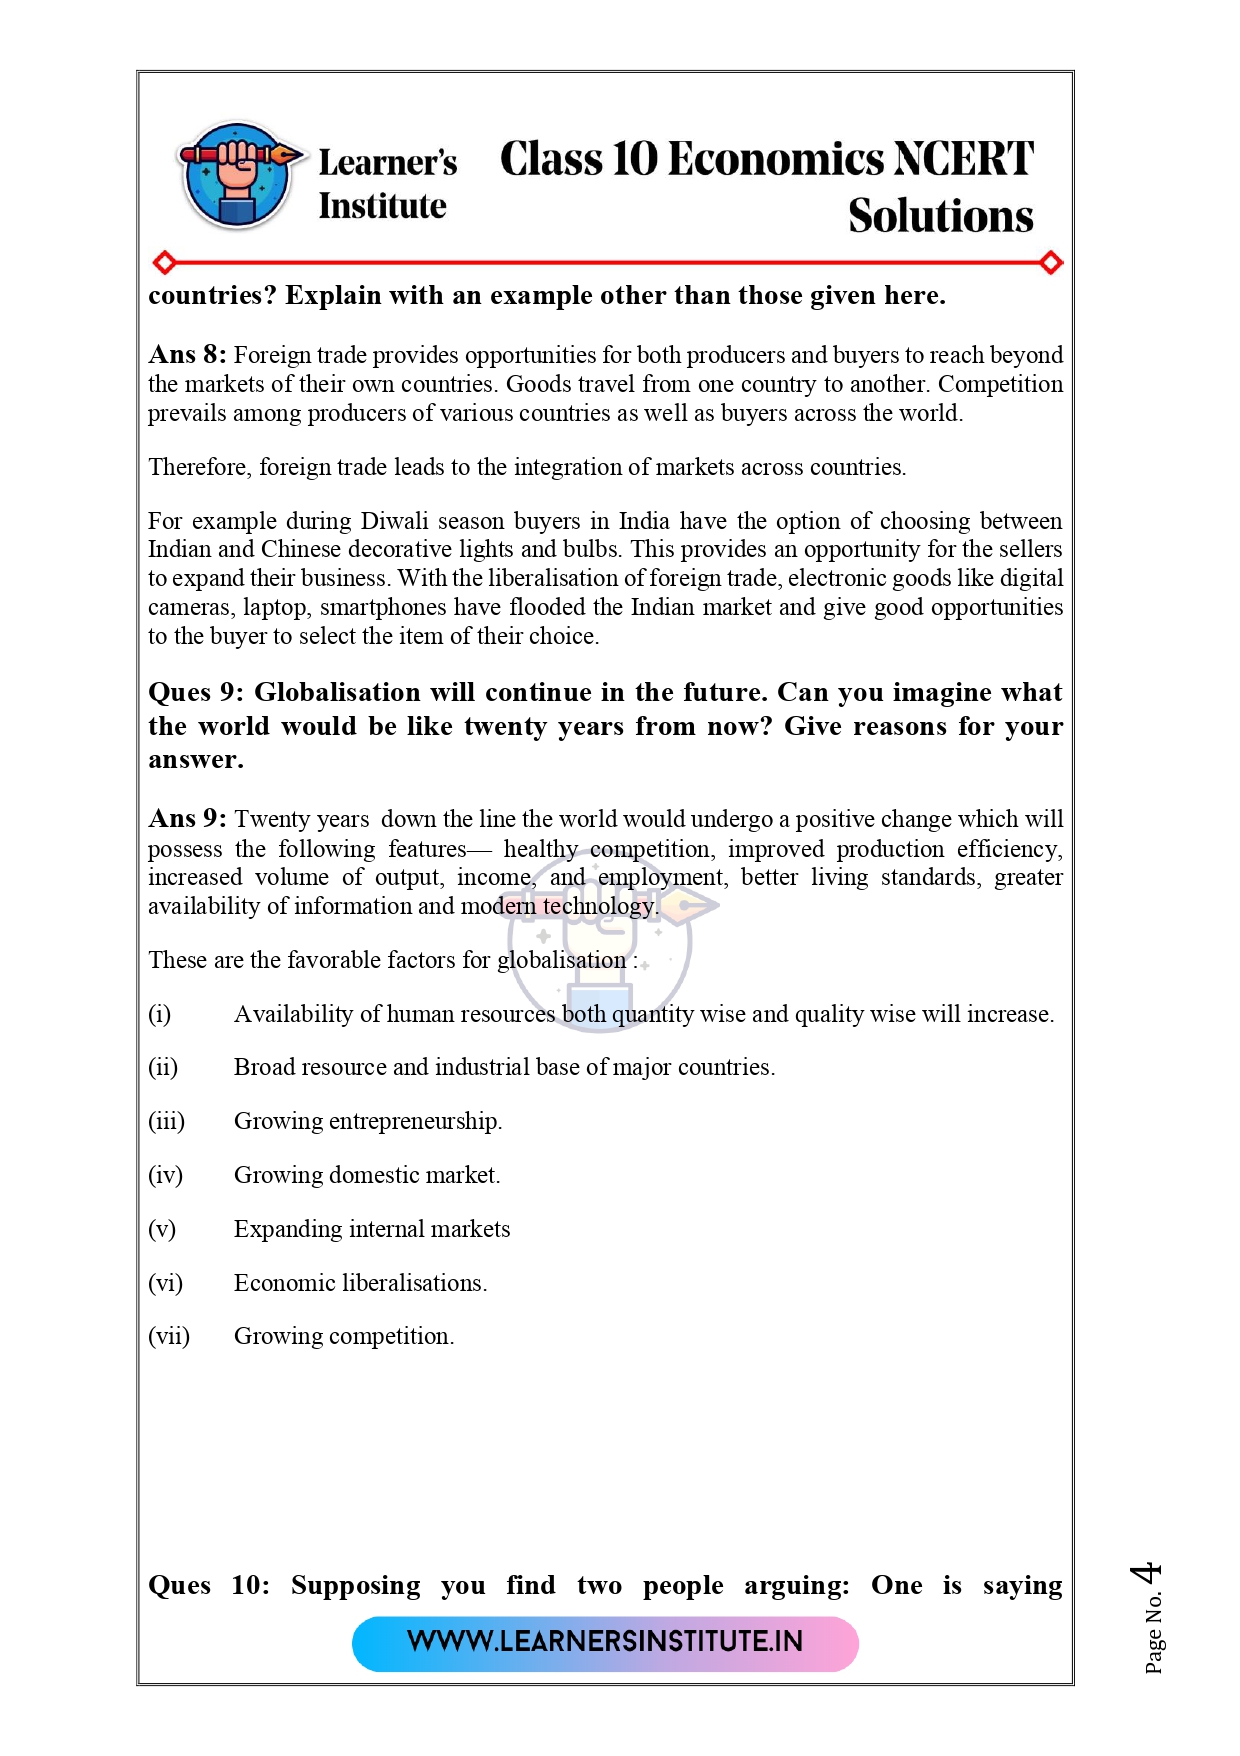 Learner's
Institute
Class 10 Economics NCERT
Solutions
countries? Explain with an example other than those given here.
Ans 8: Foreign trade provides opportunities for both producers and buyers to reach beyond
the markets of their own countries. Goods travel from one country to another. Competition
prevails among producers of various countries as well as buyers across the world.
Therefore, foreign trade leads to the integration of markets across countries.
For example during Diwali season buyers in India have the option of choosing between
Indian and Chinese decorative lights and bulbs. This provides an opportunity for the sellers
to expand their business. With the liberalisation of foreign trade, electronic goods like digital
cameras, laptop, smartphones have flooded the Indian market and give good opportunities
to the buyer to select the item of their choice.
Ques 9: Globalisation will continue in the future. Can you imagine what
the world would be like twenty years from now? Give reasons for your
answer.
Ans 9: Twenty years down the line the world would undergo a positive change which will
possess the following features— healthy competition, improved production efficiency,
increased volume of output, income, and employment, better living standards, greater
availability of information and modern technology.
These are the favorable factors for globalisation :
(i) Availability of human resources both quantity wise and quality wise will increase.
(ii) Broad resource and industrial base of major countries.
(iii) Growing entrepreneurship.
(iv) Growing domestic market.
(v) Expanding internal markets
(vi) Economic liberalisations.
(vii) Growing competition.
Ques 10: Supposing you find two people arguing: One is saying
WWW.LEARNERSINSTITUTE.IN
Page No. 4